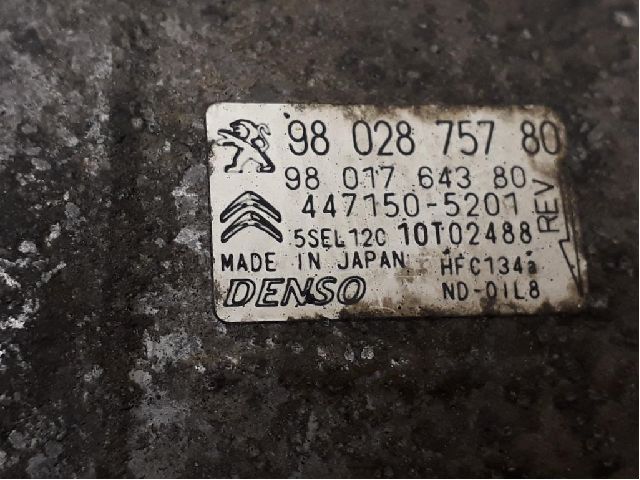 98 028 757 80
98 017 643 80
447150-5201
5SEL12C 10T02488
REV
MADE IN JAPAN HFC134a
DENSO ND-OIL8